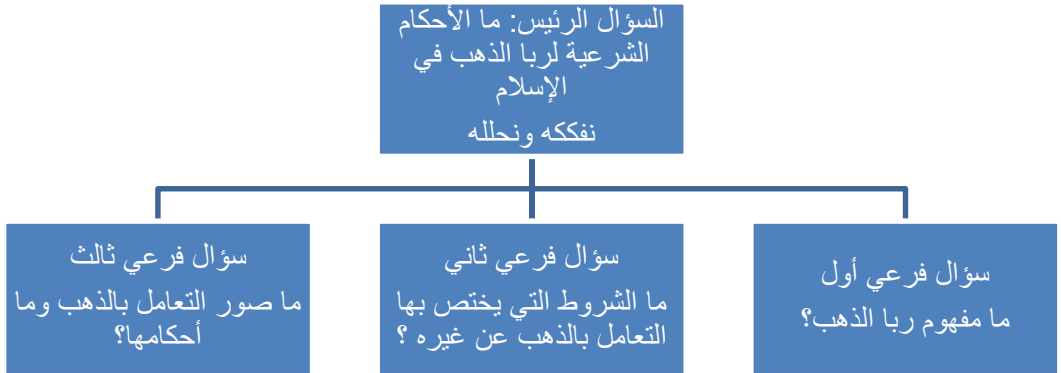 السؤال الرئيس: ما الأحكام
الشرعية لربا الذهب في
الإسلام
نفككه ونحلله
سؤال فرعي أول
ما مفهوم ربا الذهب؟
سؤال فرعي ثاني
ما الشروط التي يختص بها
التعامل بالذهب عن غيره ؟
سؤال فرعي ثالث
ما صور التعامل بالذهب وما
أحكامها؟